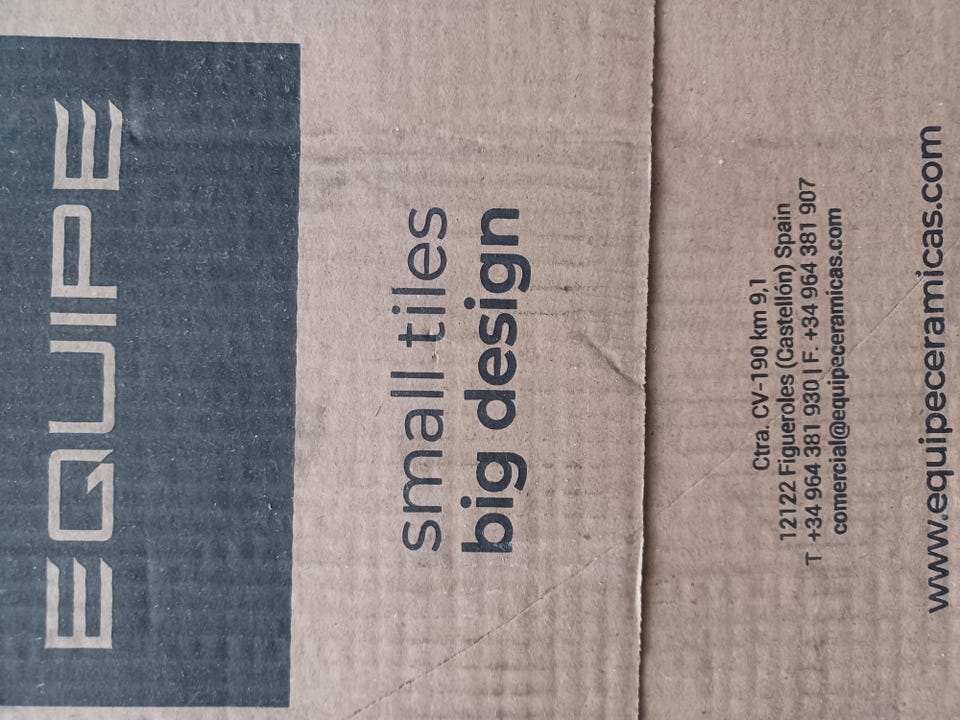 EQUIPE
small tiles
big design
Ctra. CV-190 km 9,1
12122 Figueroles (Castellón) Spain
T +34 964 381 930 | F. +34 964 381 907
comercial@equipeceramicas.com
www.equipeceramicas.com